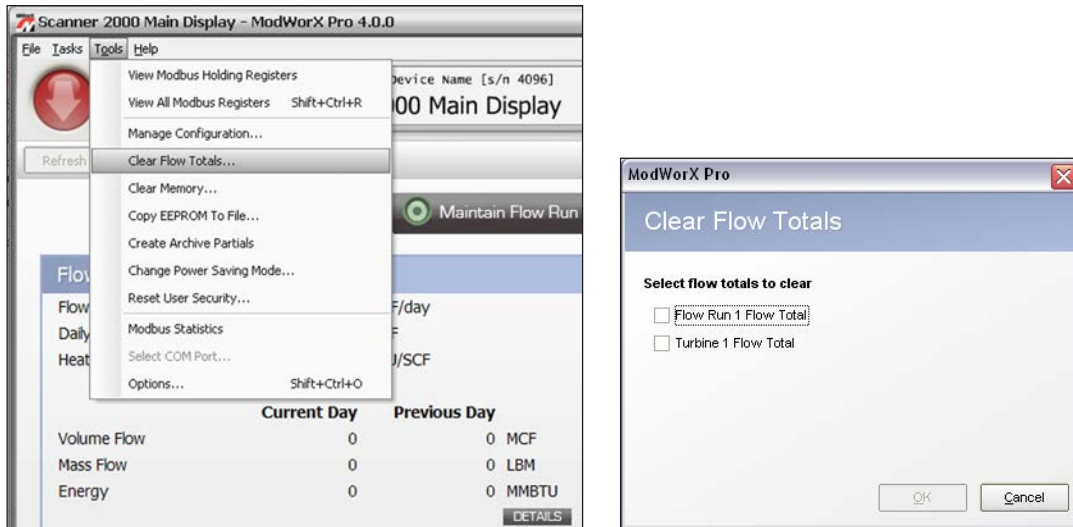 Scanner 2000 Main Display - ModWorX Pro 4.0.0
File Tasks Tools Help
View Modbus Holding Registers
View All Modbus Registers Shift+Ctrl+R
Manage Configuration...
Clear Flow Totals...
Clear Memory...
Copy EEPROM To File...
Create Archive Partials
Change Power Saving Mode...
Reset User Security...
Modbus Statistics
Select COM Port...
Options... Shift+Ctrl+O
Device Name [s/n 4096]
000 Main Display
Refresh
Maintain Flow Run
Flow
Flow F/day
Daily F
Heat J/SCF
Current Day Previous Day
Volume Flow 0 0 MCF
Mass Flow 0 0 LBM
Energy 0 0 MMBTU
DETAILS
ModWorX Pro
Clear Flow Totals
Select flow totals to clear
Flow Run 1 Flow Total
Turbine 1 Flow Total
OK Cancel